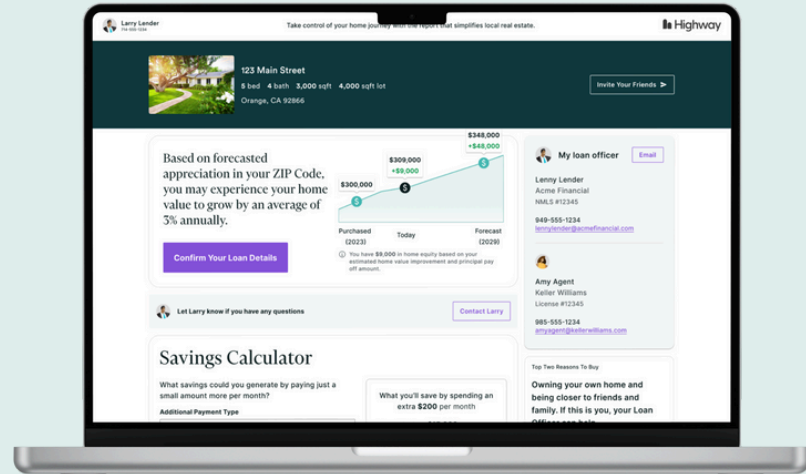 Larry Lender
714-555-1234
Take control of your home journey with the report that simplifies local real estate.
Highway
123 Main Street
5 bed 4 bath 3,000 sqft 4,000 sqft lot
Orange, CA 92866
Invite Your Friends
Based on forecasted
appreciation in your ZIP Code,
you may experience your home
value to grow by an average of
3% annually.
Confirm Your Loan Details
$300,000
$309,000
+$9,000
$348,000
+$48,000
Purchased
(2023)
Today
Forecast
(2029)
You have $9,000 in home equity based on your
estimated home value improvement and principal pay
off amount.
My loan officer
Email
Lenny Lender
Acme Financial
NMLS #12345
949-555-1234
lennylender@acmefinancial.com
Amy Agent
Keller Williams
License #12345
985-555-1234
amyagent@kellerwilliams.com
Let Larry know if you have any questions
Contact Larry
Savings Calculator
What savings could you generate by paying just a
small amount more per month?
Additional Payment Type
What you'll save by spending an
extra $200 per month
Top Two Reasons To Buy
Owning your own home and
being closer to friends and
family. If this is you, your Loan